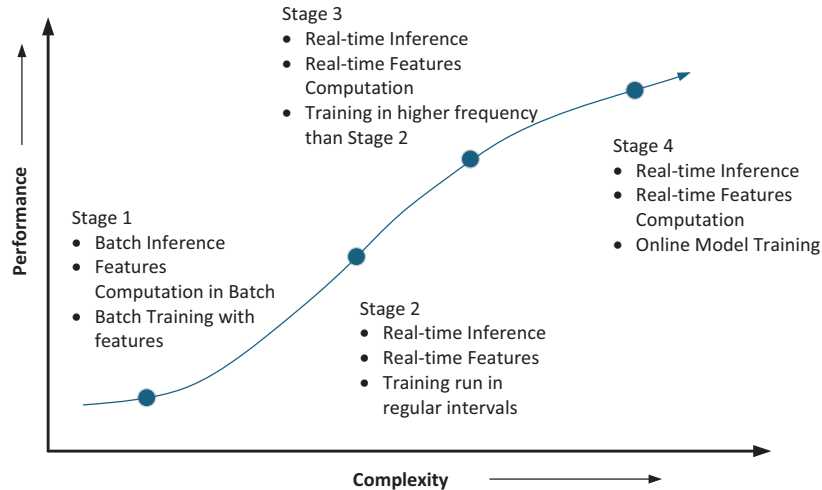 Stage 3
● Real-time Inference
● Real-time Features
Computation
● Training in higher frequency
than Stage 2
Stage 4
● Real-time Inference
● Real-time Features
Computation
● Online Model Training
Stage 1
● Batch Inference
● Features
Computation in Batch
● Batch Training with
features
Stage 2
● Real-time Inference
● Real-time Features
● Training run in
regular intervals
Performance
Complexity